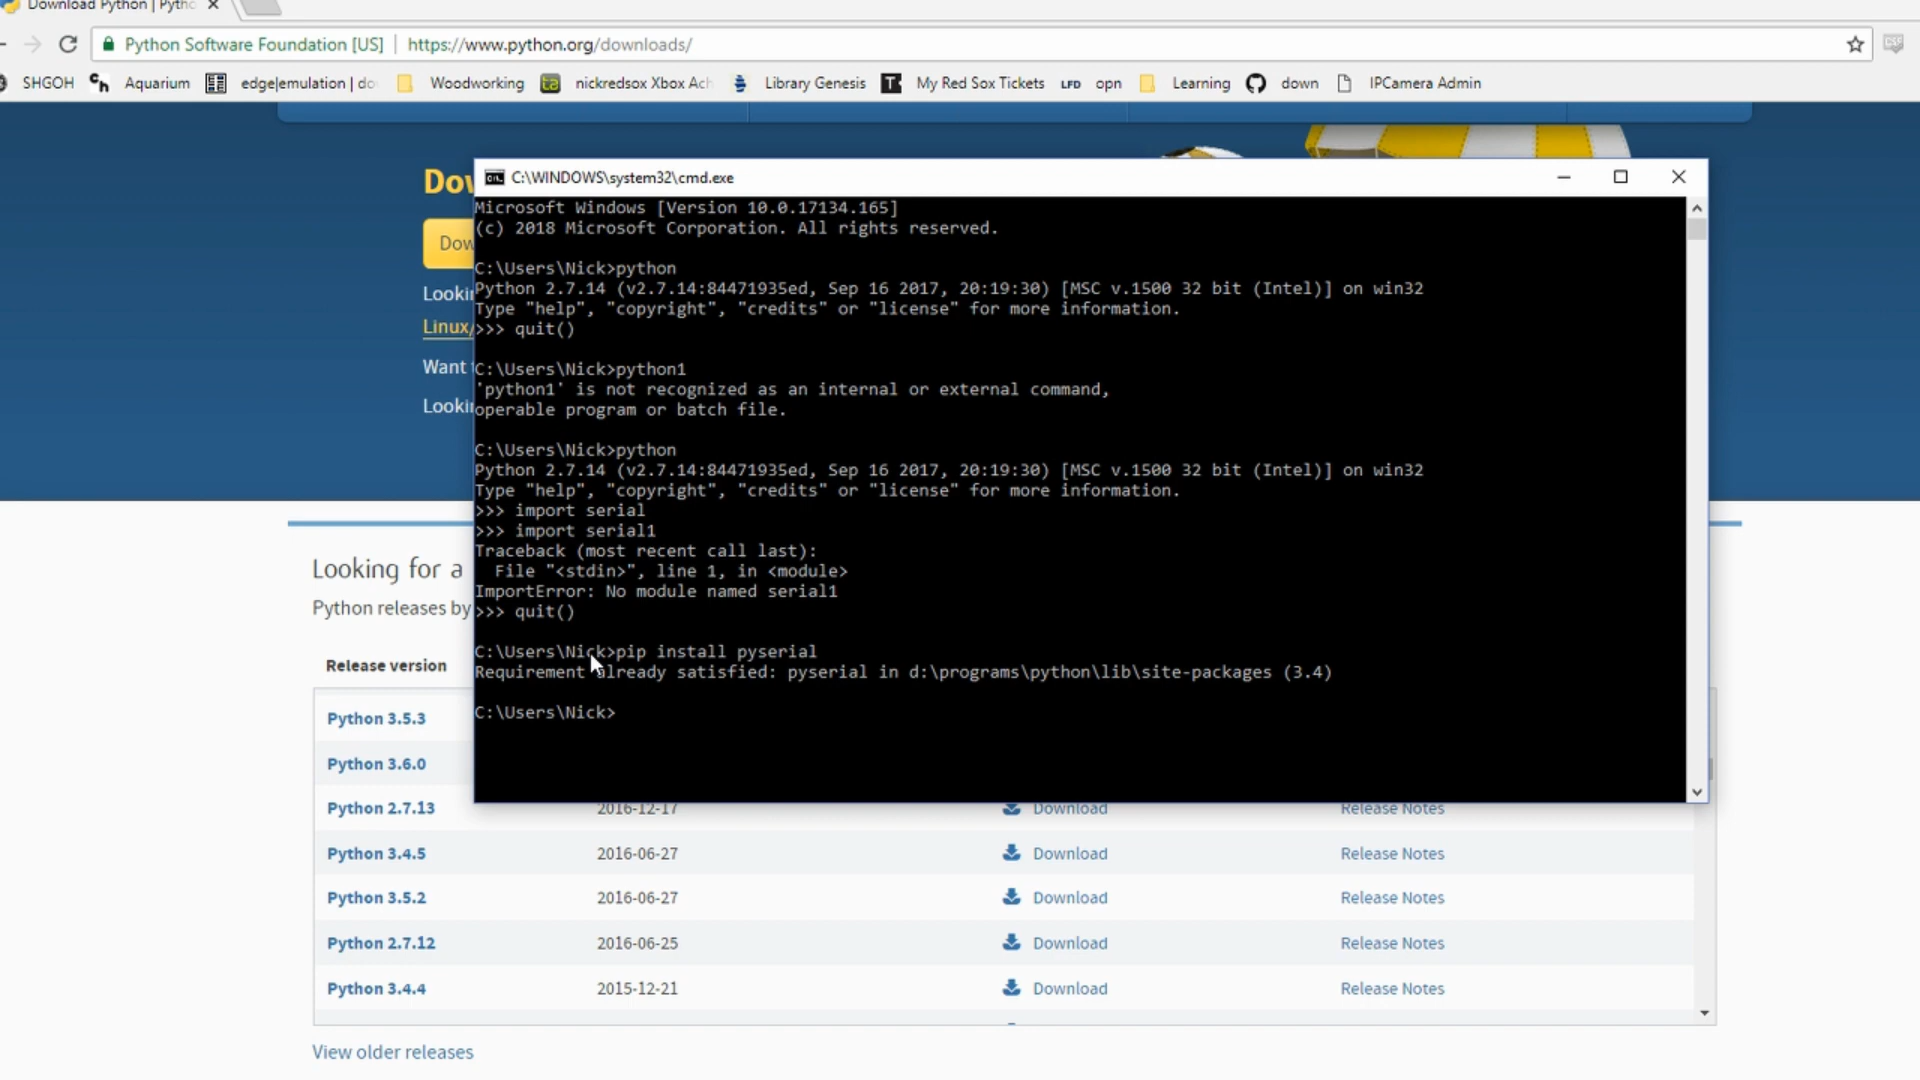 Download Python | Pytho
Python Software Foundation [US] https://www.python.org/downloads/
SHGOH Aquarium edge|emulation | do Woodworking nickredsox Xbox Ach Library Genesis My Red Sox Tickets LFD opn Learning down IPCamera Admin
Dow
Dow
Lookin
Linux/
Want
Lookin
C:\WINDOWS\system32\cmd.exe
Microsoft Windows [Version 10.0.17134.165]
(c) 2018 Microsoft Corporation. All rights reserved.
C:\Users\Nick>python
Python 2.7.14 (v2.7.14:84471935ed, Sep 16 2017, 20:19:30) [MSC v.1500 32 bit (Intel)] on win32
Type "help", "copyright", "credits" or "license" for more information.
>>> quit()
C:\Users\Nick>python1
'python1' is not recognized as an internal or external command,
operable program or batch file.
C:\Users\Nick>python
Python 2.7.14 (v2.7.14:84471935ed, Sep 16 2017, 20:19:30) [MSC v.1500 32 bit (Intel)] on win32
Type "help", "copyright", "credits" or "license" for more information.
>>> import serial
>>> import serial1
Traceback (most recent call last):
File "<stdin>", line 1, in <module>
ImportError: No module named serial1
>>> quit()
C:\Users\Nick>pip install pyserial
Requirement already satisfied: pyserial in d:\programs\python\lib\site-packages (3.4)
C:\Users\Nick>
Looking for a
Python releases by
Release version
Python 3.5.3
Python 3.6.0
Python 2.7.13 2016-12-17 Download Release Notes
Python 3.4.5 2016-06-27 Download Release Notes
Python 3.5.2 2016-06-27 Download Release Notes
Python 2.7.12 2016-06-25 Download Release Notes
Python 3.4.4 2015-12-21 Download Release Notes
View older releases